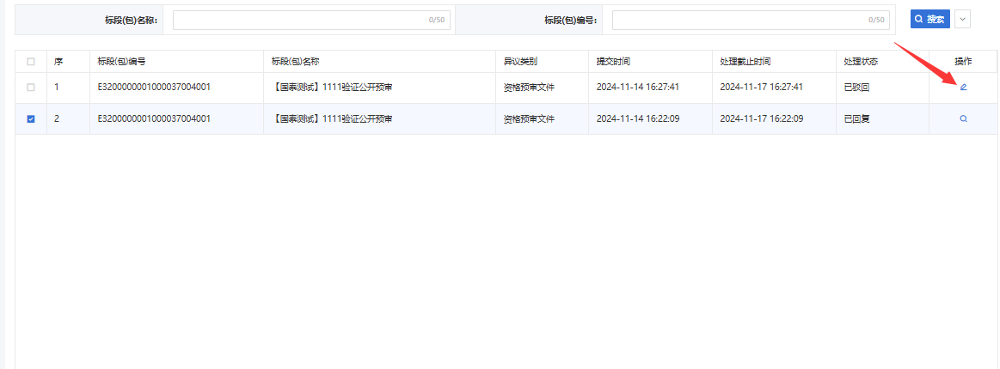 标段(包)名称： 0/50 标段(包)编号： 0/50 搜索
序 标段(包)编号 标段(包)名称 异议类别 提交时间 处理截止时间 处理状态 操作
1 E3200000001000037004001 【国泰测试】1111验证公开预审 资格预审文件 2024-11-14 16:27:41 2024-11-17 16:27:41 已驳回
2 E3200000001000037004001 【国泰测试】1111验证公开预审 资格预审文件 2024-11-14 16:22:09 2024-11-17 16:22:09 已回复